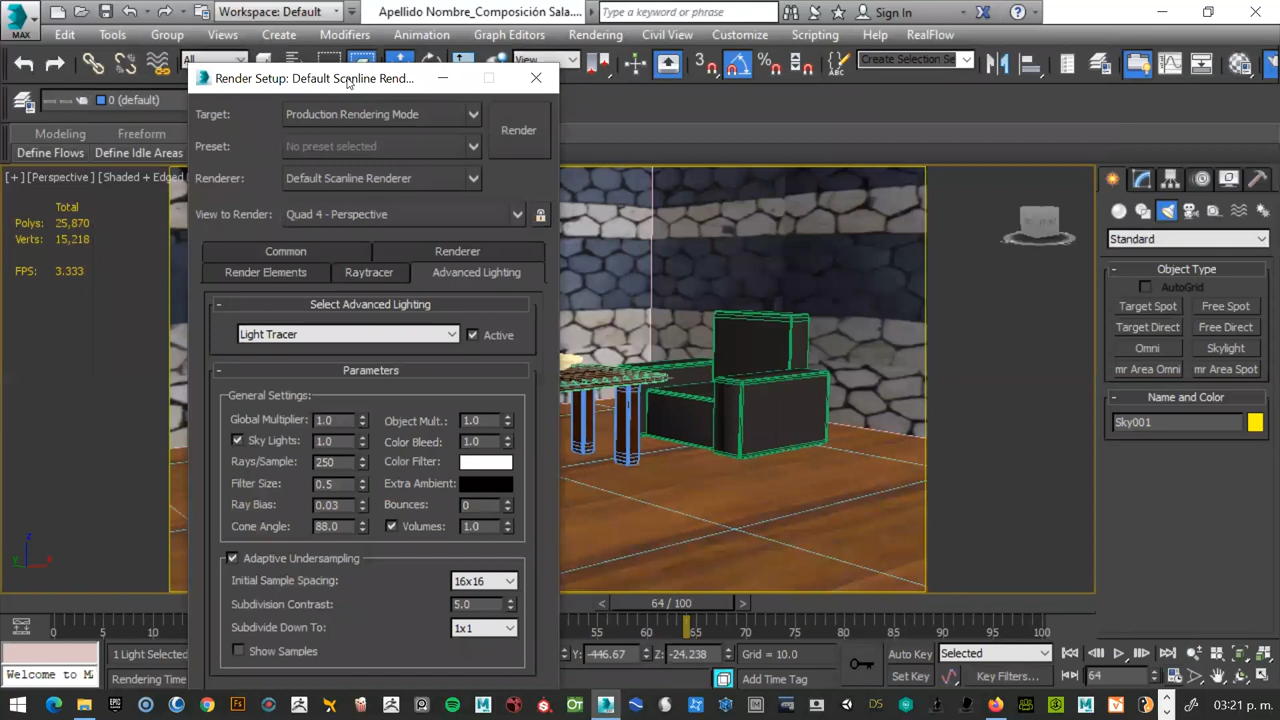 MAX
Workspace: Default
Apellido Nombre_Composición Sala....
Type a keyword or phrase
Sign In
Edit Tools Group Views Create Modifiers Animation Graph Editors Rendering Civil View Customize Scripting Help RealFlow
All
View
Create Selection Se
0 (default)
Modeling Freeform
Define Flows Define Idle Areas
Render Setup: Default Scanline Rend...
Target: Production Rendering Mode
Render
Preset: No preset selected
Renderer: Default Scanline Renderer
View to Render: Quad 4 - Perspective
Common Renderer
Render Elements Raytracer Advanced Lighting
- Select Advanced Lighting
Light Tracer
Active
- Parameters
General Settings:
Global Multiplier: 1.0 Object Mult.: 1.0
Sky Lights: 1.0 Color Bleed: 1.0
Rays/Sample: 250 Color Filter:
Filter Size: 0.5 Extra Ambient:
Ray Bias: 0.03 Bounces: 0
Cone Angle: 88.0 Volumes: 1.0
Adaptive Undersampling
Initial Sample Spacing: 16x16
Subdivision Contrast: 5.0
Subdivide Down To: 1x1
Show Samples
[+] [Perspective] [Shaded + Edged
Total
Polys: 25,870
Verts: 15,218
FPS: 3.333
z
y
x
Standard
- Object Type
AutoGrid
Target Spot Free Spot
Target Direct Free Direct
Omni Skylight
mr Area Omni mr Area Spot
- Name and Color
Sky001
< 64 / 100 >
0 5 10 55 60 65 70 75 80 85 90 95 100
1 Light Selected
Y: -446.67 Z: -24.238 Grid = 10.0
Auto Key Selected
Welcome to M
Rendering Time
Add Time Tag
Set Key Key Filters... 64
03:21 p. m.